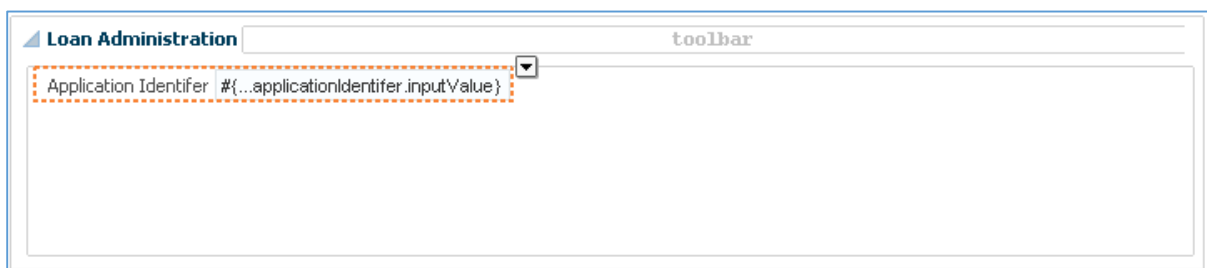 Loan Administration toolbar
Application Identifer #{...applicationIdentifer.inputValue}